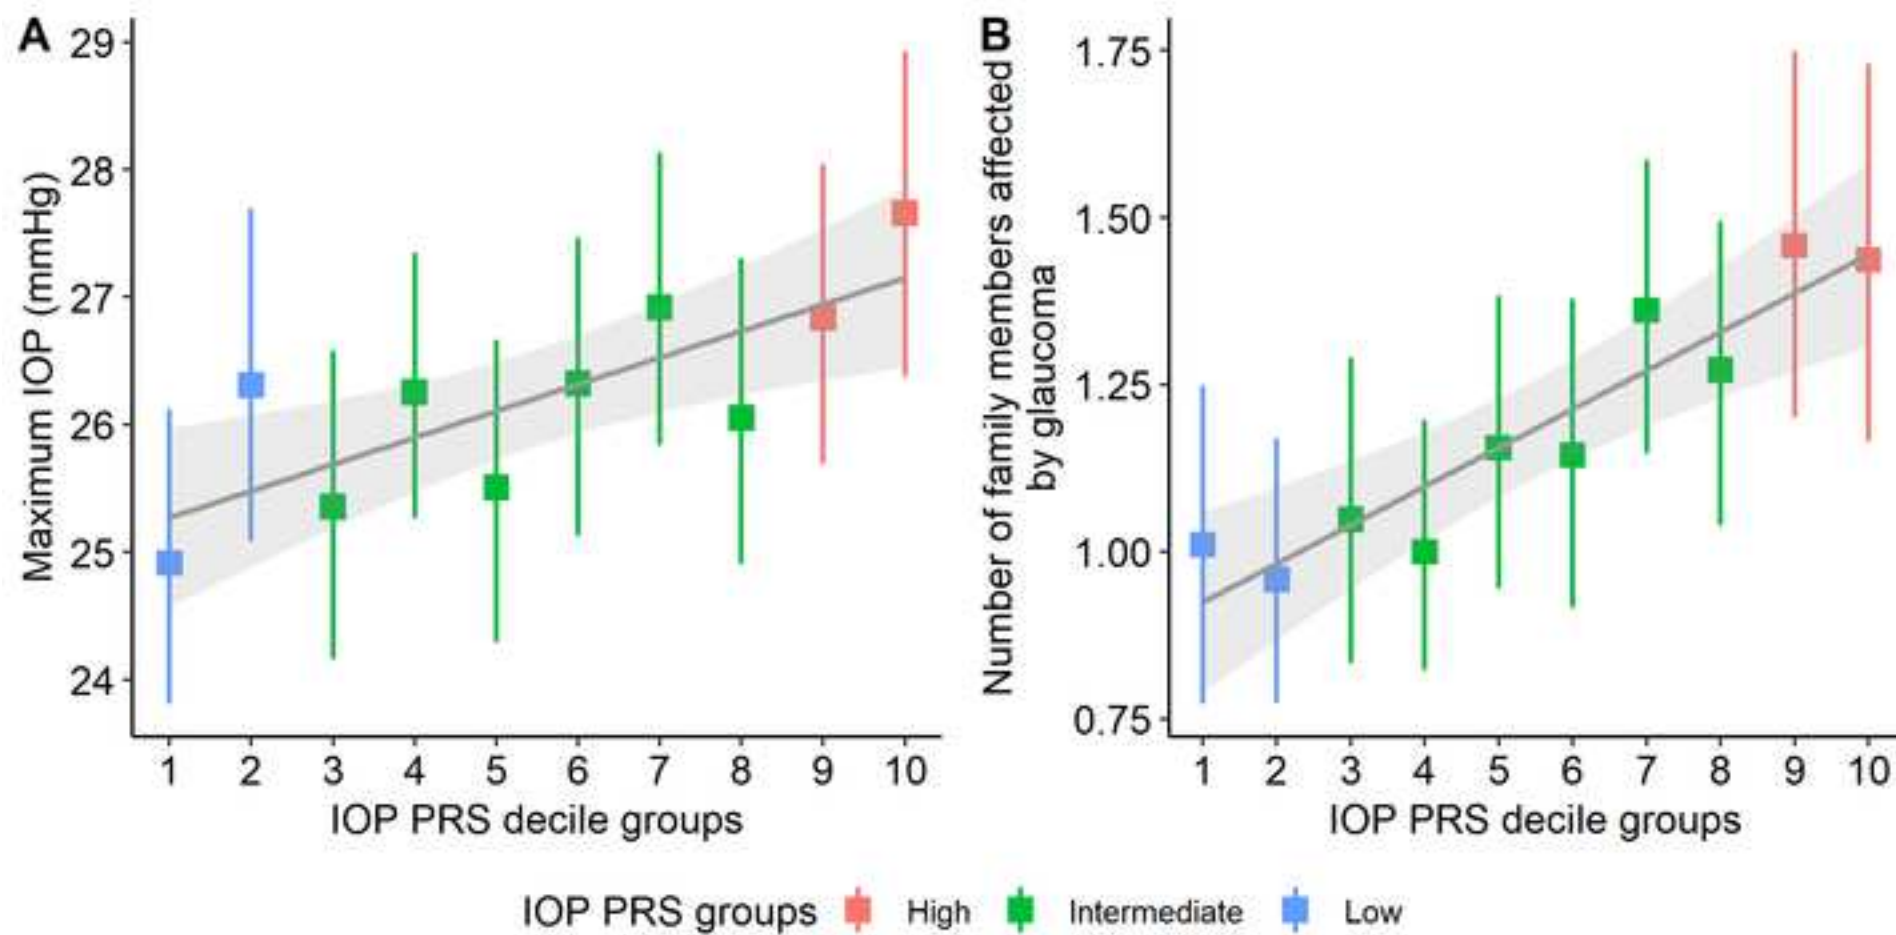 A
Maximum IOP (mmHg)
29
28
27
26
25
24
1 2 3 4 5 6 7 8 9 10
IOP PRS decile groups
B
Number of family members affected
by glaucoma
1.75
1.50
1.25
1.00
0.75
1 2 3 4 5 6 7 8 9 10
IOP PRS decile groups
IOP PRS groups High Intermediate Low